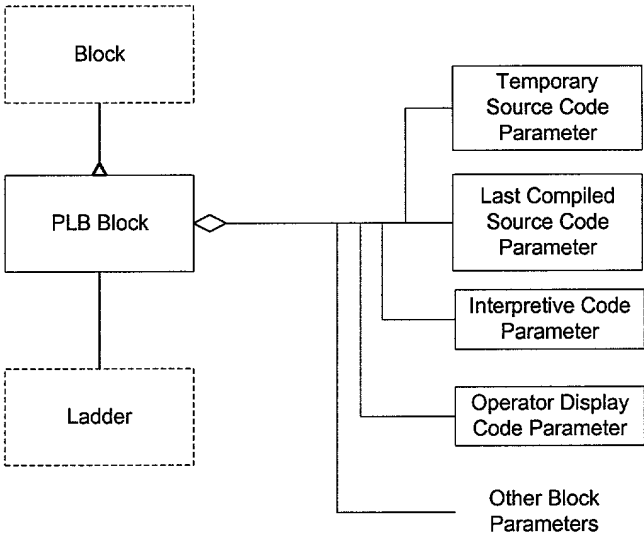 Block
PLB Block
Ladder
Temporary
Source Code
Parameter
Last Compiled
Source Code
Parameter
Interpretive Code
Parameter
Operator Display
Code Parameter
Other Block
Parameters